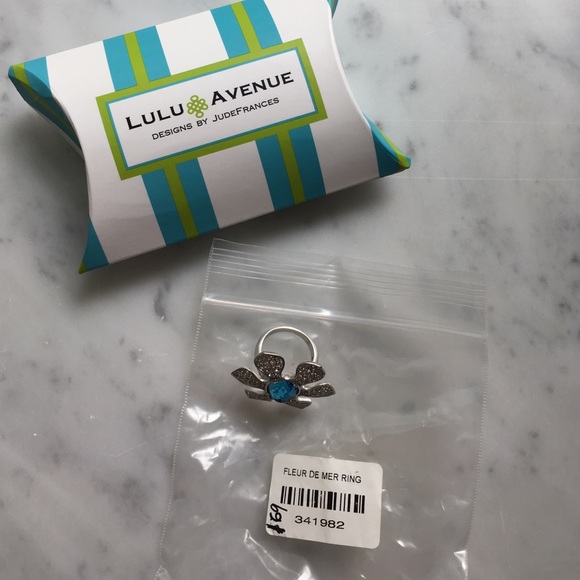 LULU AVENUE
DESIGNS BY JUDEFRANCES
FLEUR DE MER RING
341982